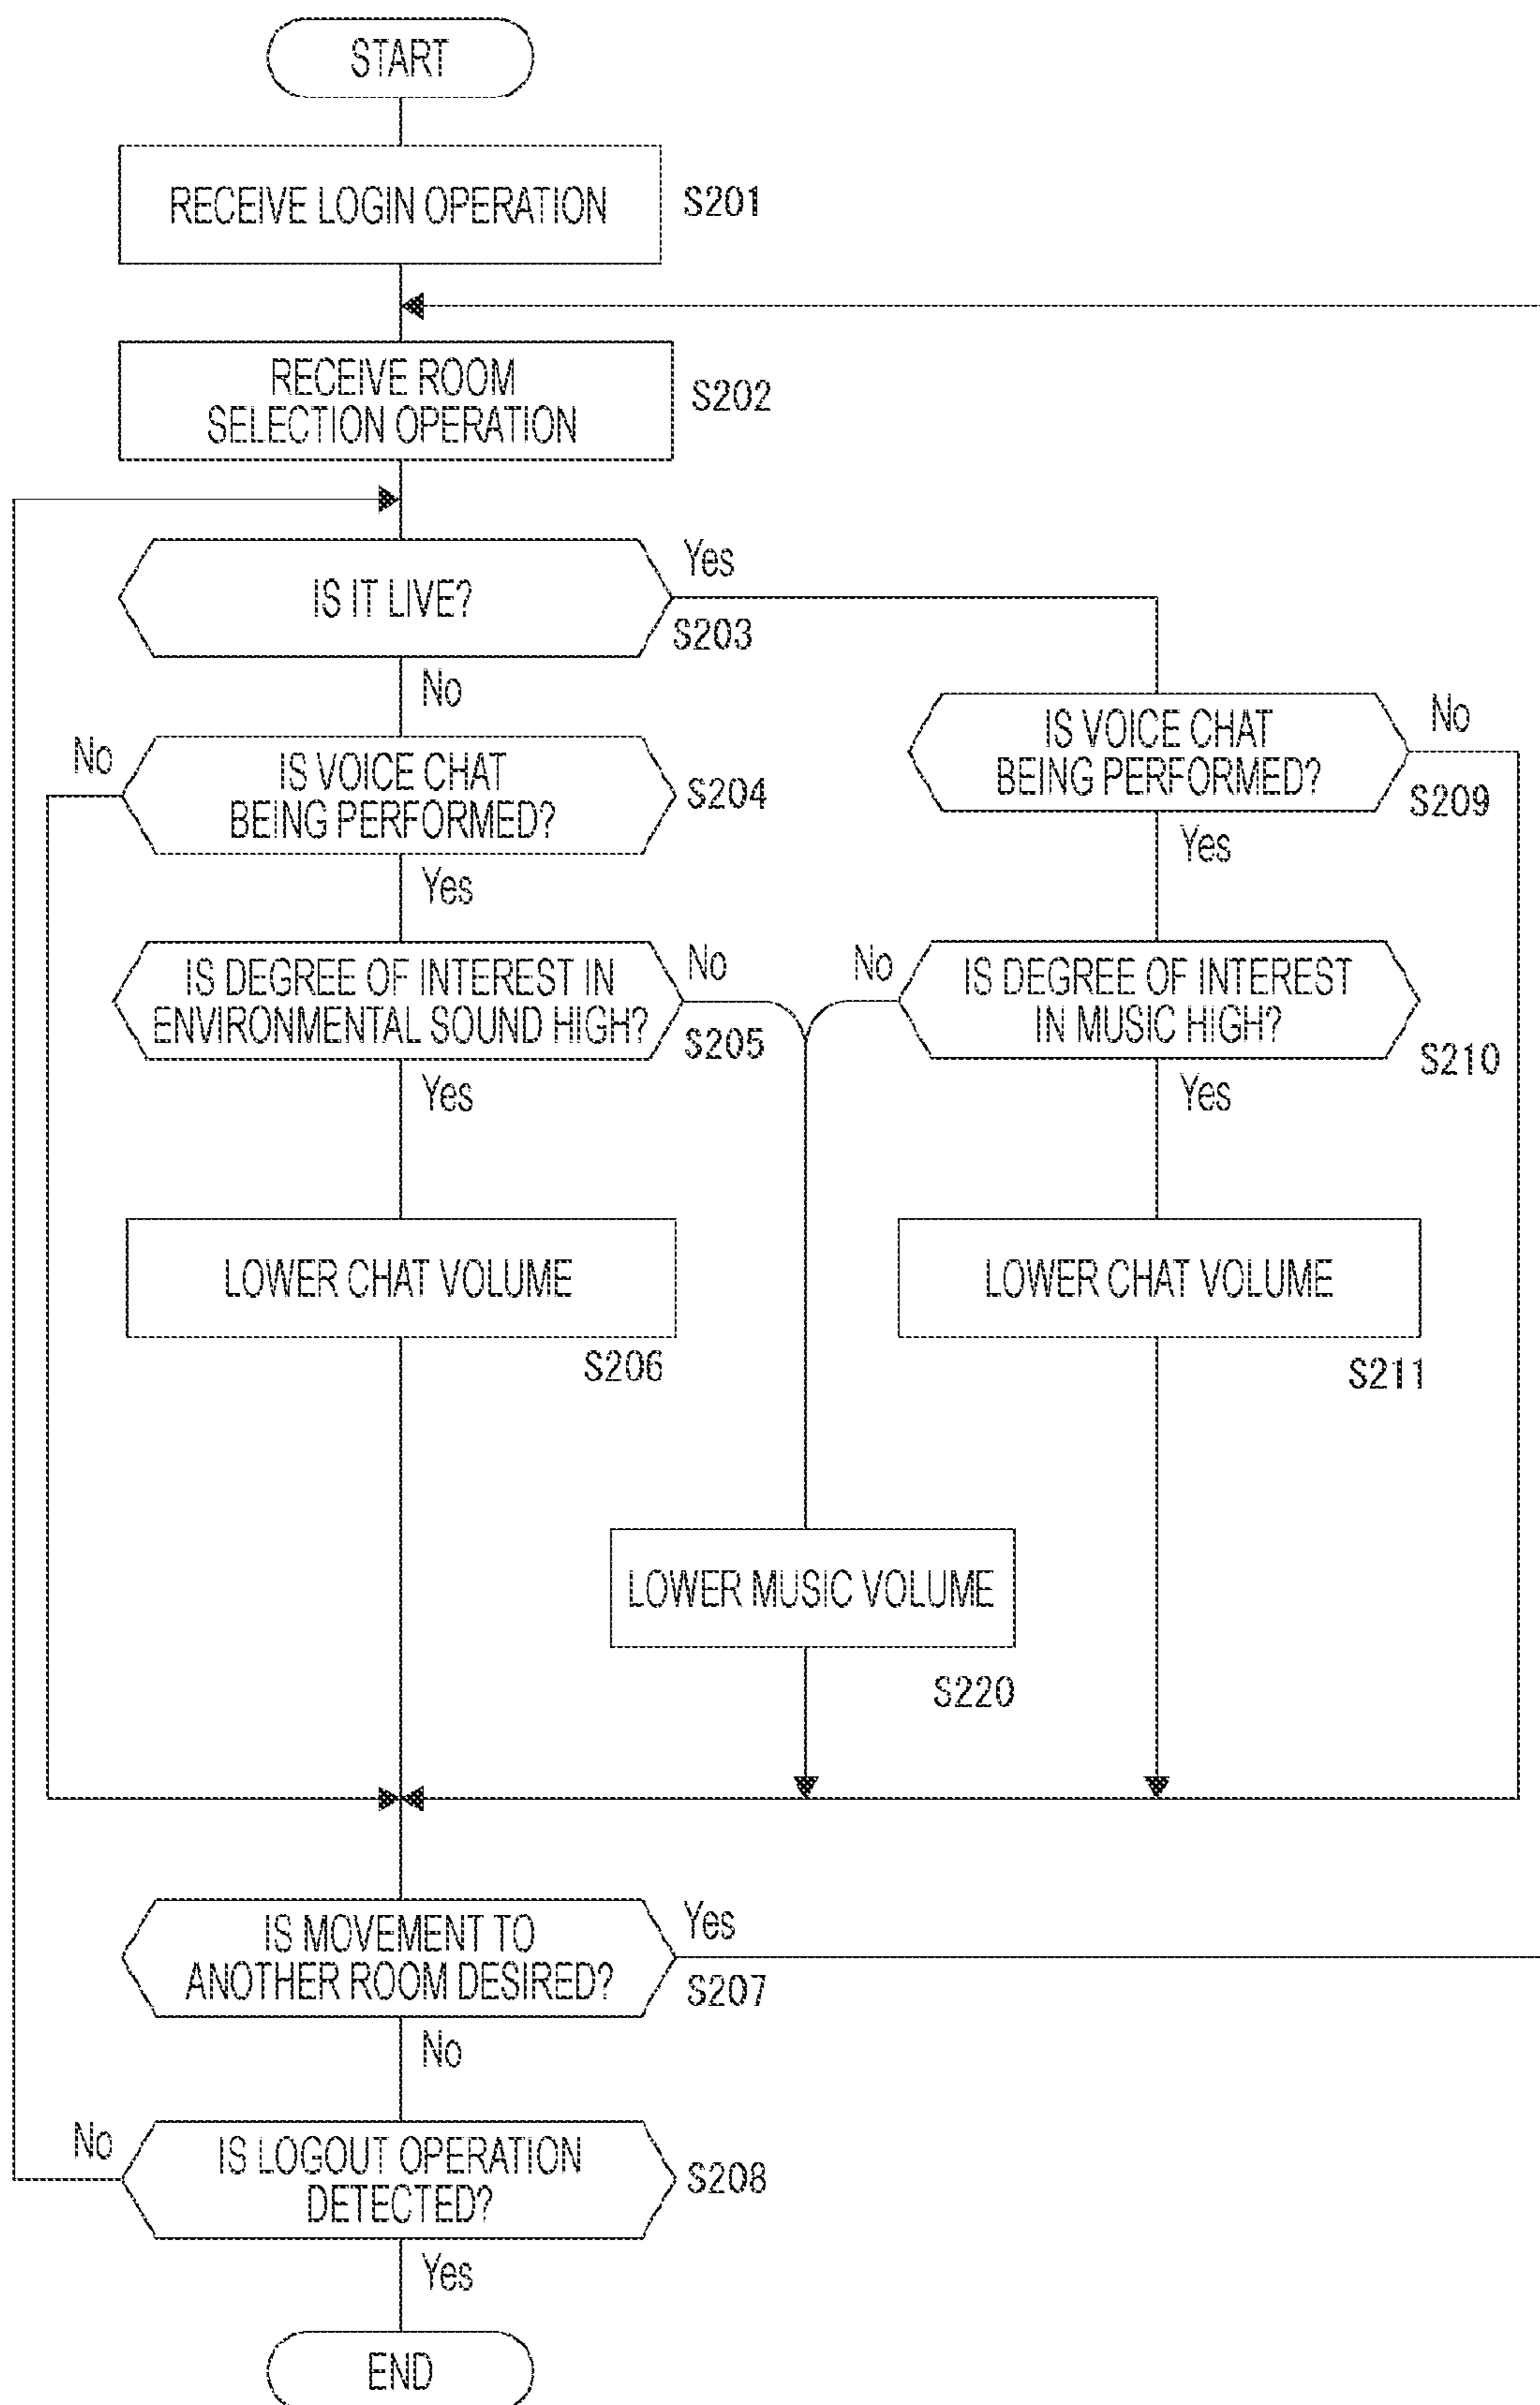 START
RECEIVE LOGIN OPERATION
S201
RECEIVE ROOM
SELECTION OPERATION
S202
IS IT LIVE?
Yes
S203
No
IS VOICE CHAT
BEING PERFORMED?
No
S204
Yes
IS VOICE CHAT
BEING PERFORMED?
No
S209
Yes
IS DEGREE OF INTEREST IN
ENVIRONMENTAL SOUND HIGH?
No
S205
Yes
No
IS DEGREE OF INTEREST
IN MUSIC HIGH?
S210
Yes
LOWER CHAT VOLUME
S206
LOWER CHAT VOLUME
S211
LOWER MUSIC VOLUME
S220
IS MOVEMENT TO
ANOTHER ROOM DESIRED?
Yes
S207
No
No
IS LOGOUT OPERATION
DETECTED?
S208
Yes
END